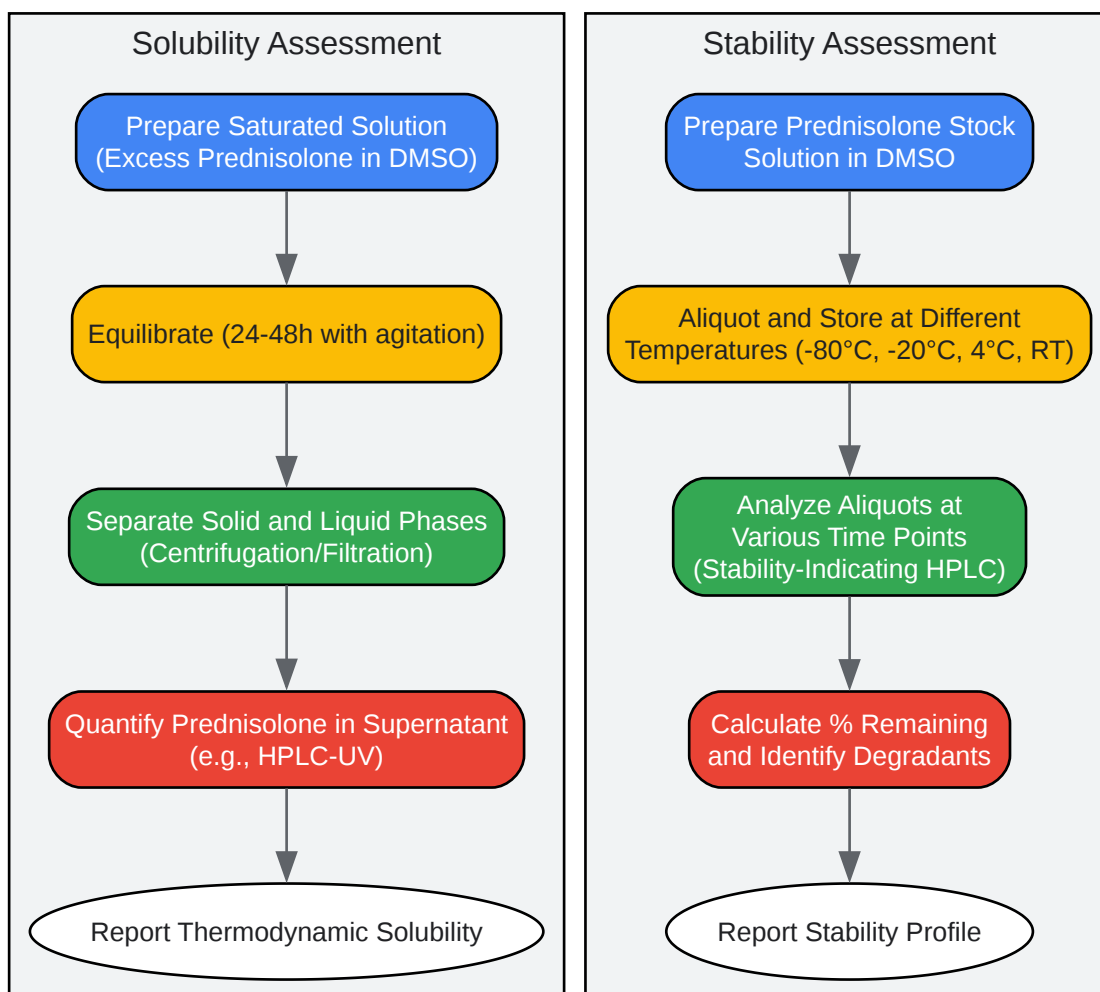 Solubility Assessment
Prepare Saturated Solution
(Excess Prednisolone in DMSO)
Equilibrate (24-48h with agitation)
Separate Solid and Liquid Phases
(Centrifugation/Filtration)
Quantify Prednisolone in Supernatant
(e.g., HPLC-UV)
Report Thermodynamic Solubility
Stability Assessment
Prepare Prednisolone Stock
Solution in DMSO
Aliquot and Store at Different
Temperatures (-80°C, -20°C, 4°C, RT)
Analyze Aliquots at
Various Time Points
(Stability-Indicating HPLC)
Calculate % Remaining
and Identify Degradants
Report Stability Profile